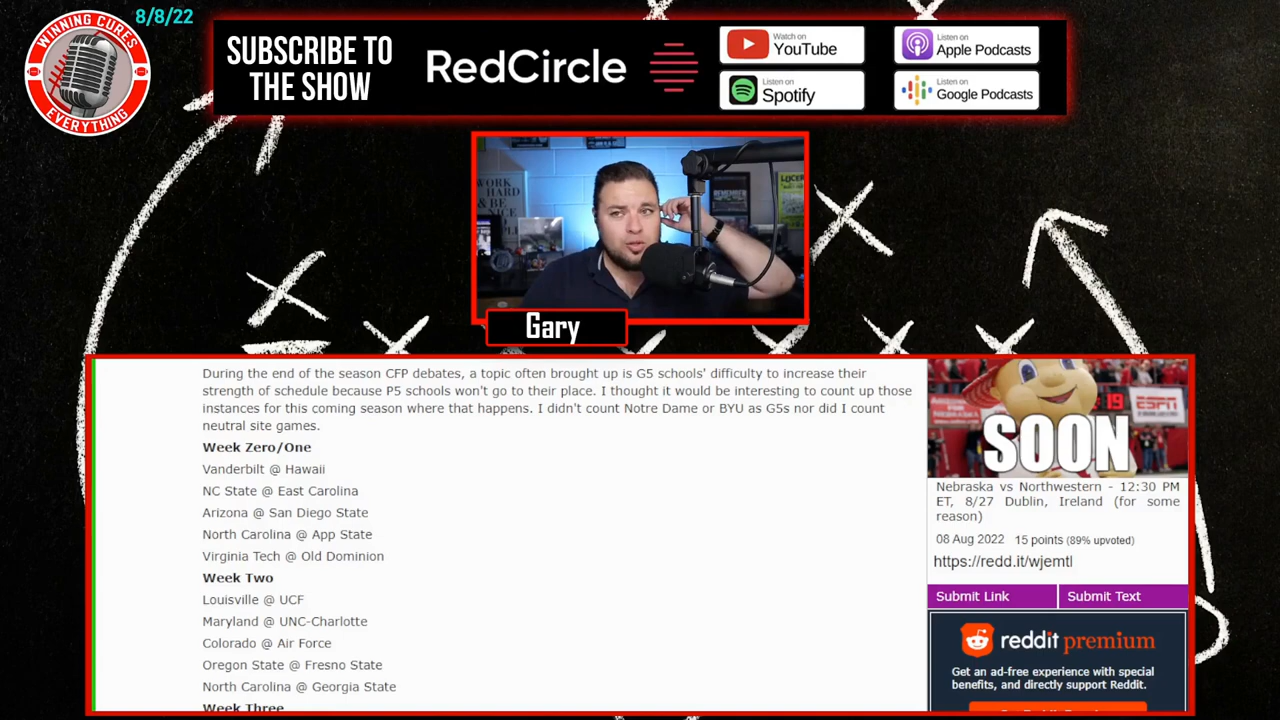 8/8/22
WINNING CURES
EVERYTHING
SUBSCRIBE TO
THE SHOW
RedCircle
Watch on
YouTube
Listen on
Spotify
Listen on
Apple Podcasts
Listen on
Google Podcasts
WORK
HARD
& BE
NICE
REMEMBER
Gary
During the end of the season CFP debates, a topic often brought up is G5 schools' difficulty to increase their
strength of schedule because P5 schools won't go to their place. I thought it would be interesting to count up those
instances for this coming season where that happens. I didn't count Notre Dame or BYU as G5s nor did I count
neutral site games.
Week Zero/One
Vanderbilt @ Hawaii
NC State @ East Carolina
Arizona @ San Diego State
North Carolina @ App State
Virginia Tech @ Old Dominion
Week Two
Louisville @ UCF
Maryland @ UNC-Charlotte
Colorado @ Air Force
Oregon State @ Fresno State
North Carolina @ Georgia State
Week Three
19
ESPN
SOON
Nebraska vs Northwestern - 12:30 PM
ET, 8/27 Dublin, Ireland (for some
reason)
08 Aug 2022 15 points (89% upvoted)
https://redd.it/wjemtl
Submit Link
Submit Text
reddit premium
Get an ad-free experience with special
benefits, and directly support Reddit.